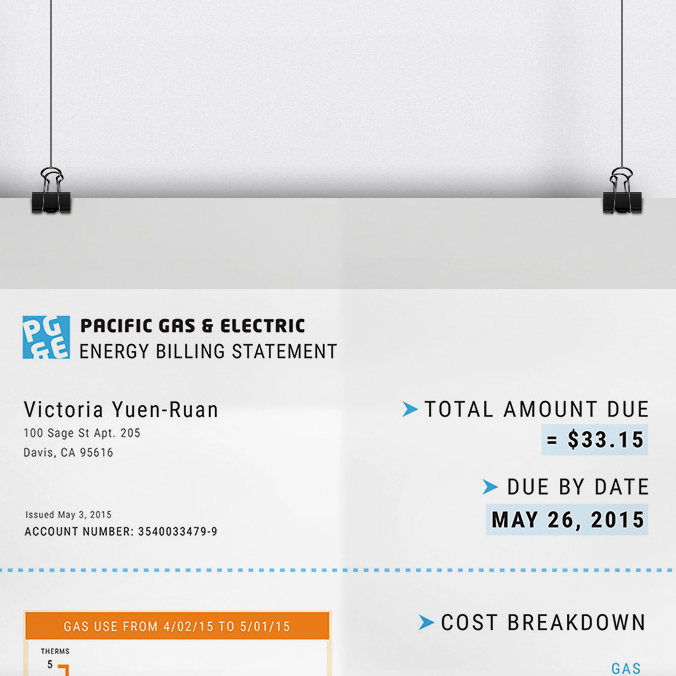 PG&E
PACIFIC GAS & ELECTRIC
ENERGY BILLING STATEMENT
Victoria Yuen-Ruan
100 Sage St Apt. 205
Davis, CA 95616
Issued May 3, 2015
ACCOUNT NUMBER: 3540033479-9
TOTAL AMOUNT DUE
= $33.15
DUE BY DATE
MAY 26, 2015
GAS USE FROM 4/02/15 TO 5/01/15
THERMS
5
COST BREAKDOWN
GAS